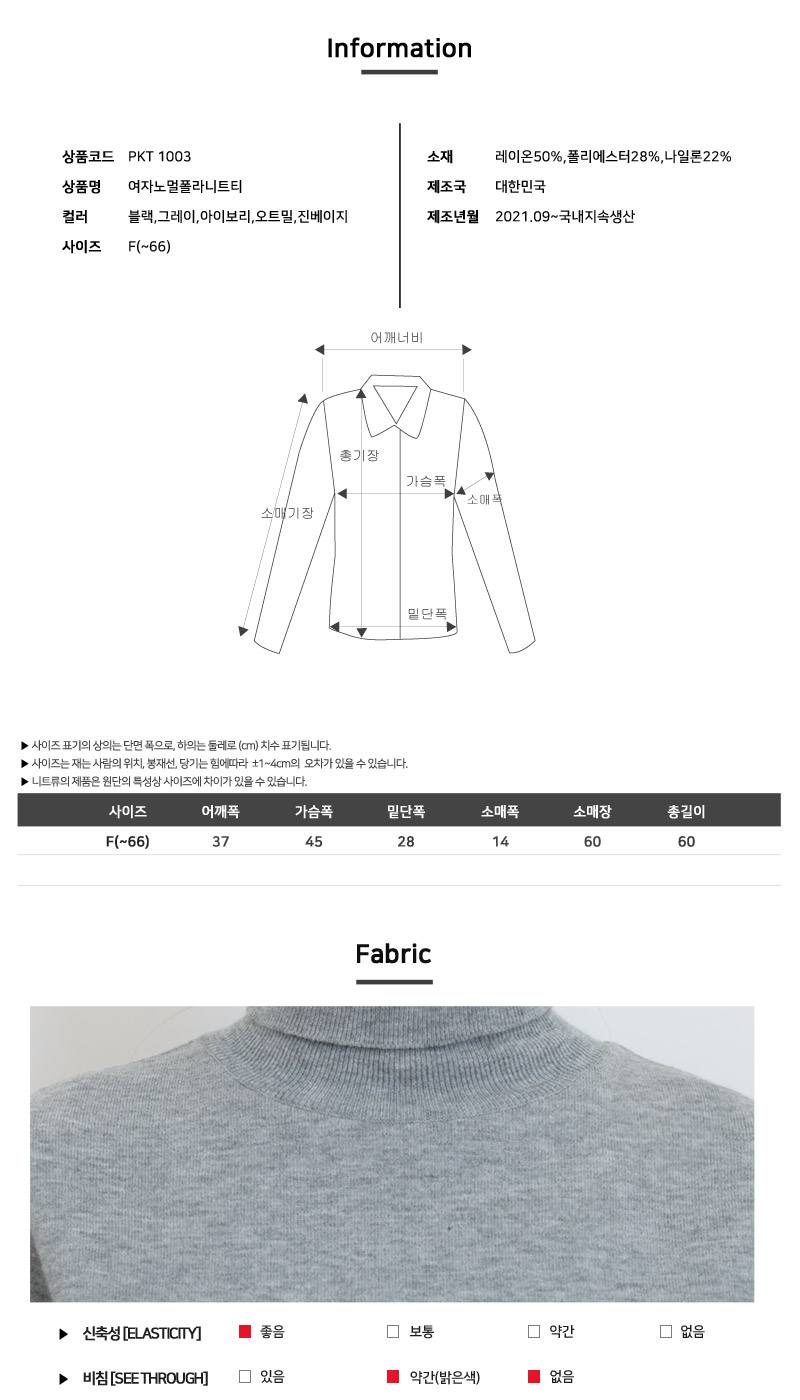 Information
상품코드 PKT 1003
상품명 여자노멀폴라니트티
컬러 블랙,그레이,아이보리,오트밀,진베이지
사이즈 F(~66)
소재 레이온50%,폴리에스터28%,나일론22%
제조국 대한민국
제조년월 2021.09~국내지속생산
어깨너비
총기장
가슴폭
소매폭
소매기장
밑단폭
▶ 사이즈 표기의 상의는 단면 폭으로, 하의는 둘레로 (cm) 치수 표기됩니다.
▶ 사이즈는 재는 사람의 위치, 봉재선, 당기는 힘에따라 ±1~4cm의 오차가 있을 수 있습니다.
▶ 니트류의 제품은 원단의 특성상 사이즈에 차이가 있을 수 있습니다.
사이즈 어깨폭 가슴폭 밑단폭 소매폭 소매장 총길이
F(~66) 37 45 28 14 60 60
Fabric
▶ 신축성 [ELASTICITY] 좋음 보통 약간 없음
▶ 비침 [SEE THROUGH] 있음 약간(밝은색) 없음